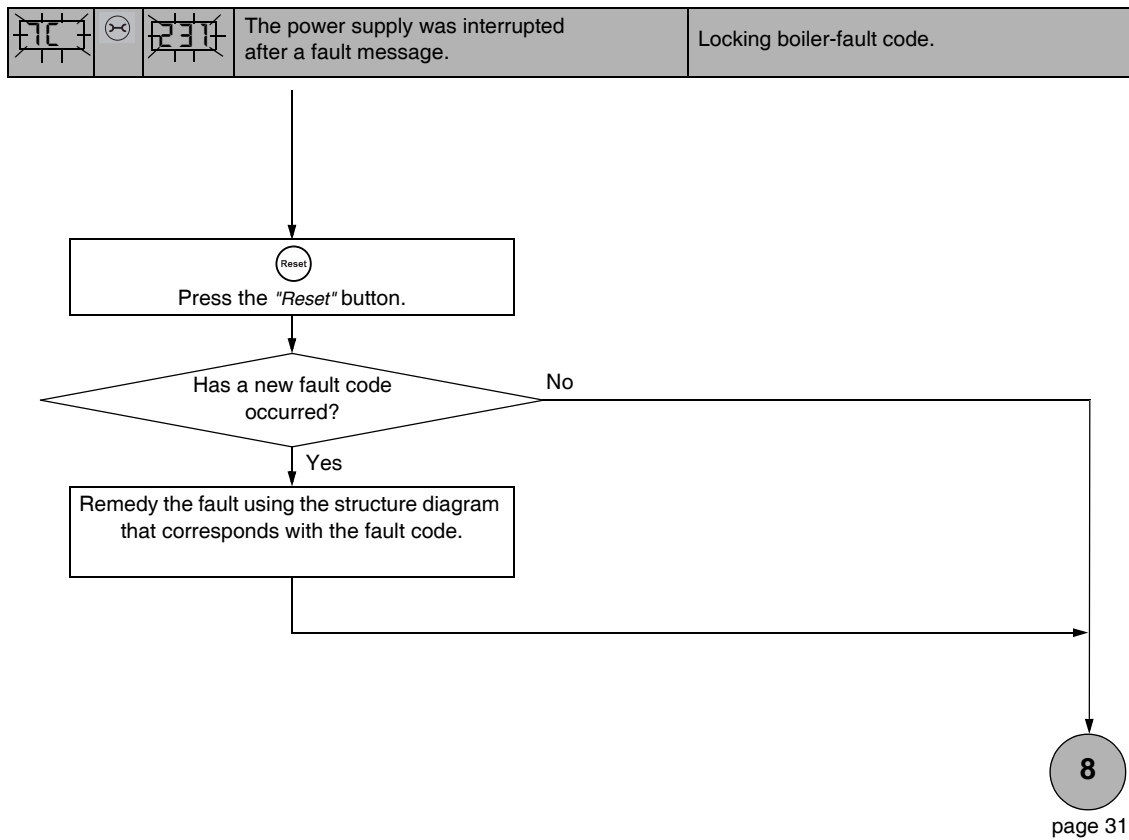 7C
231
The power supply was interrupted
after a fault message.
Locking boiler-fault code.
Reset
Press the "Reset" button.
Has a new fault code
occurred?
No
Yes
Remedy the fault using the structure diagram
that corresponds with the fault code.
8
page 31